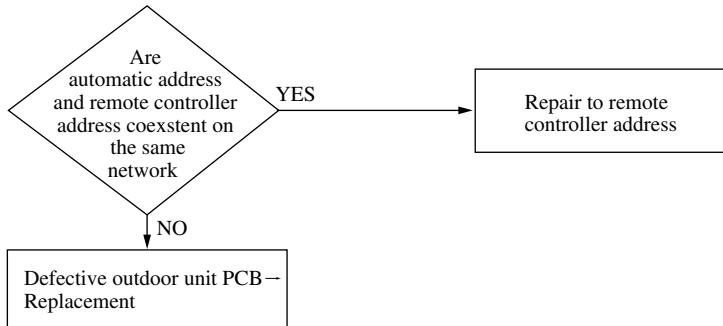 Are
automatic address
and remote controller
address coexstent on
the same
network
YES
Repair to remote
controller address
NO
Defective outdoor unit PCB→
Replacement